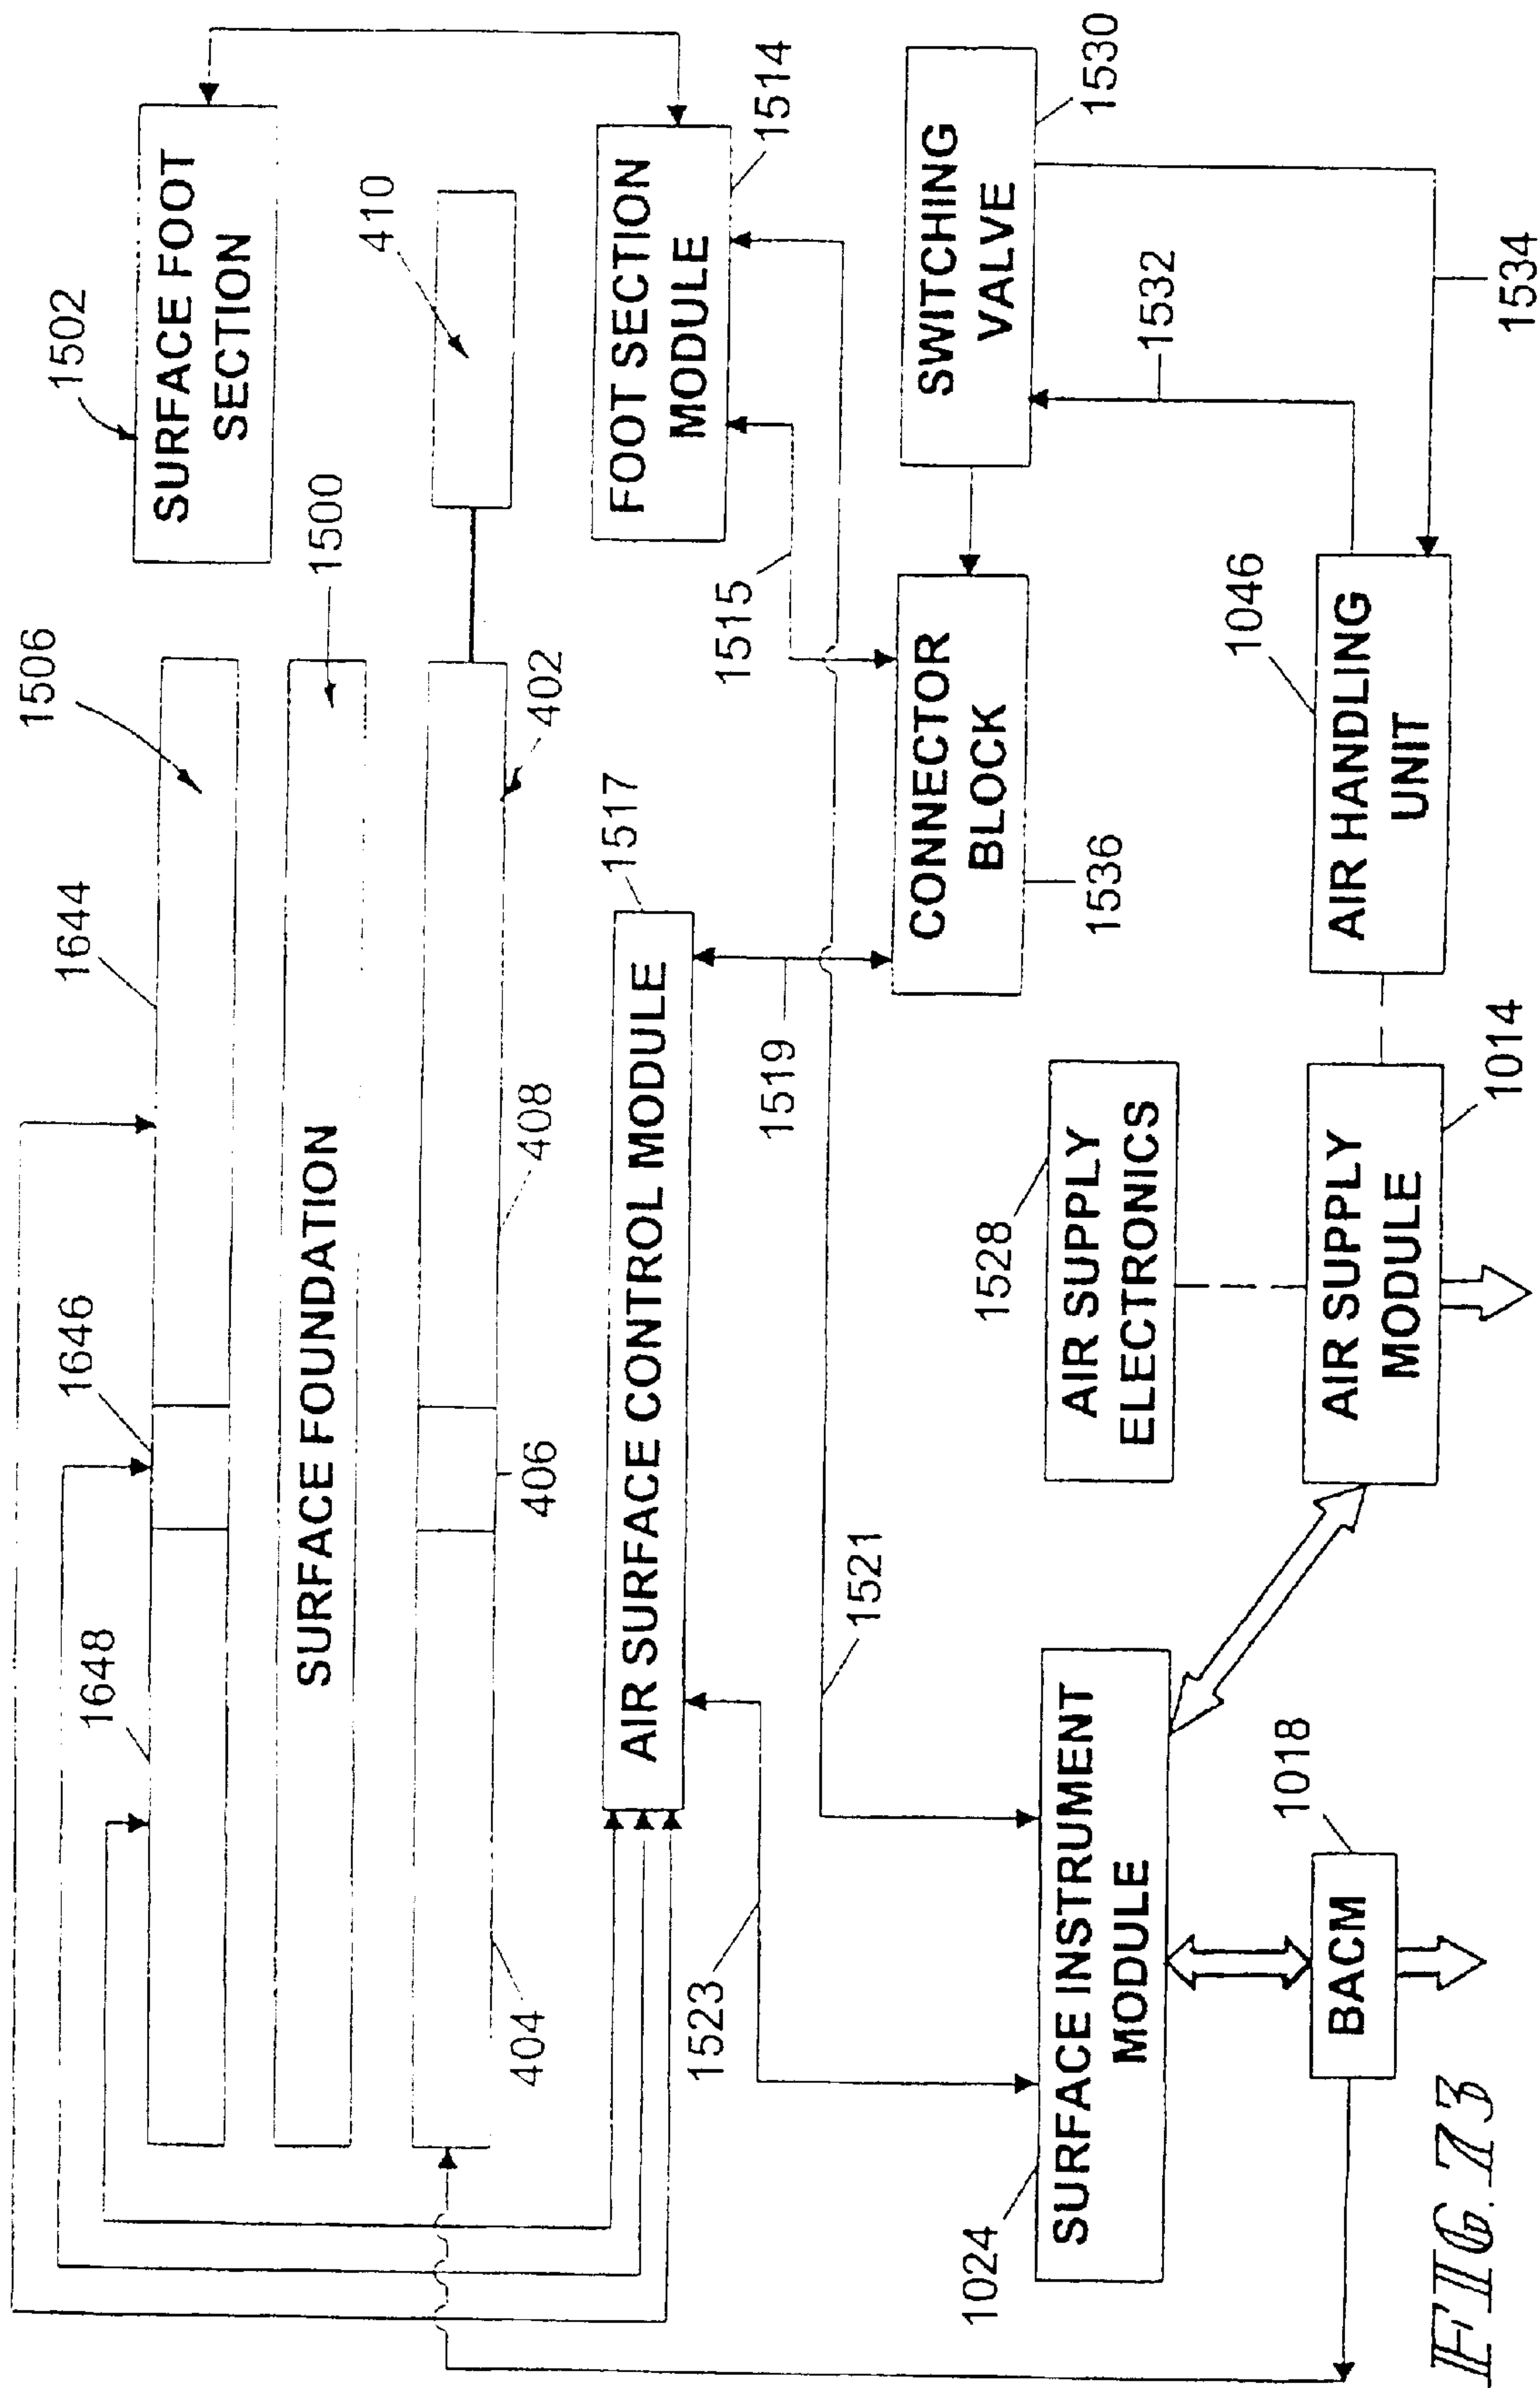 1502
SURFACE FOOT
SECTION
1506
1644
1646
1648
1500
SURFACE FOUNDATION
410
402
408
406
404
1514
FOOT SECTION
MODULE
1517
AIR SURFACE CONTROL MODULE
1515
1519
1523
1521
1530
SWITCHING
VALVE
1532
1534
CONNECTOR
BLOCK
1536
1528
AIR SUPPLY
ELECTRONICS
1046
AIR HANDLING
UNIT
AIR SUPPLY
MODULE
1014
1024
SURFACE INSTRUMENT
MODULE
1018
BACM
FIG. 73